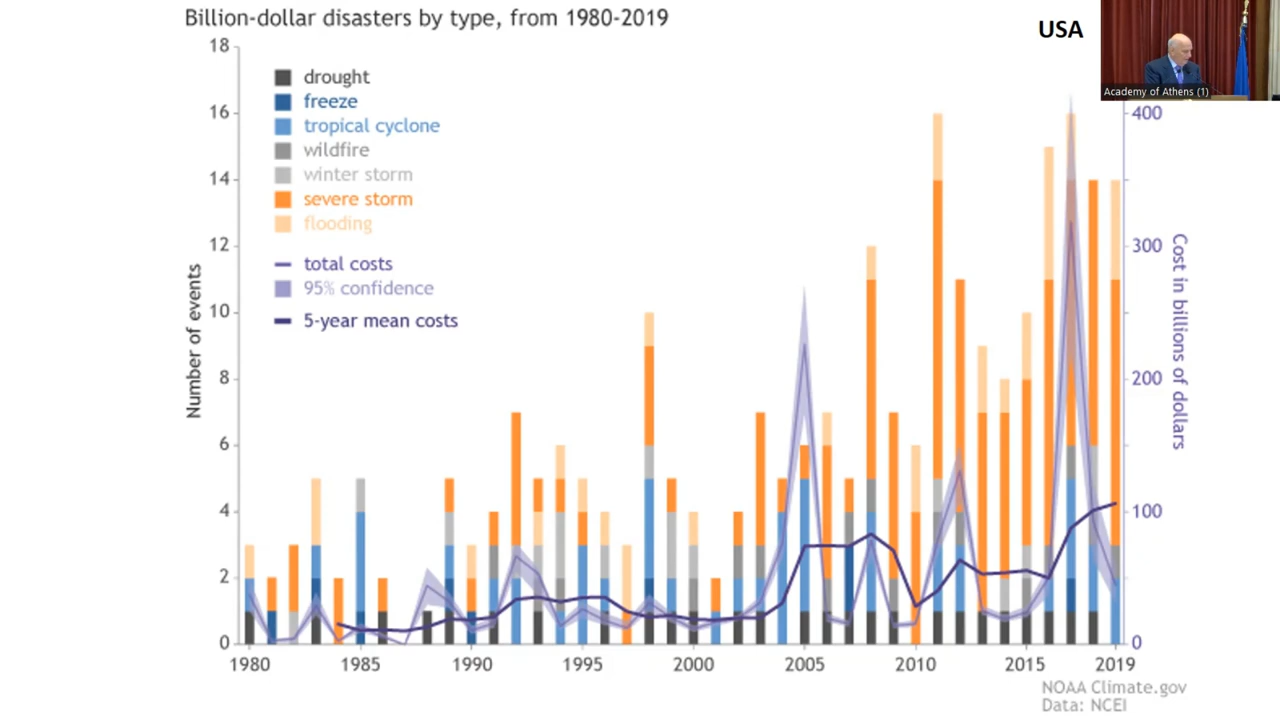 Billion-dollar disasters by type, from 1980-2019
USA
Academy of Athens (1)
drought
freeze
tropical cyclone
wildfire
winter storm
severe storm
flooding
total costs
95% confidence
5-year mean costs
Number of events
18
16
14
12
10
8
6
4
2
0
400
300
200
100
0
Cost in billions of dollars
1980
1985
1990
1995
2000
2005
2010
2015
2019
NOAA Climate.gov
Data: NCEI